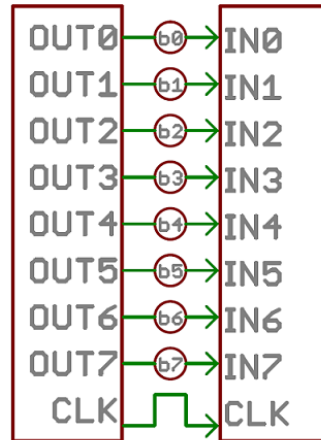 OUT0 b0 IN0
OUT1 b1 IN1
OUT2 b2 IN2
OUT3 b3 IN3
OUT4 b4 IN4
OUT5 b5 IN5
OUT6 b6 IN6
OUT7 b7 IN7
CLK CLK